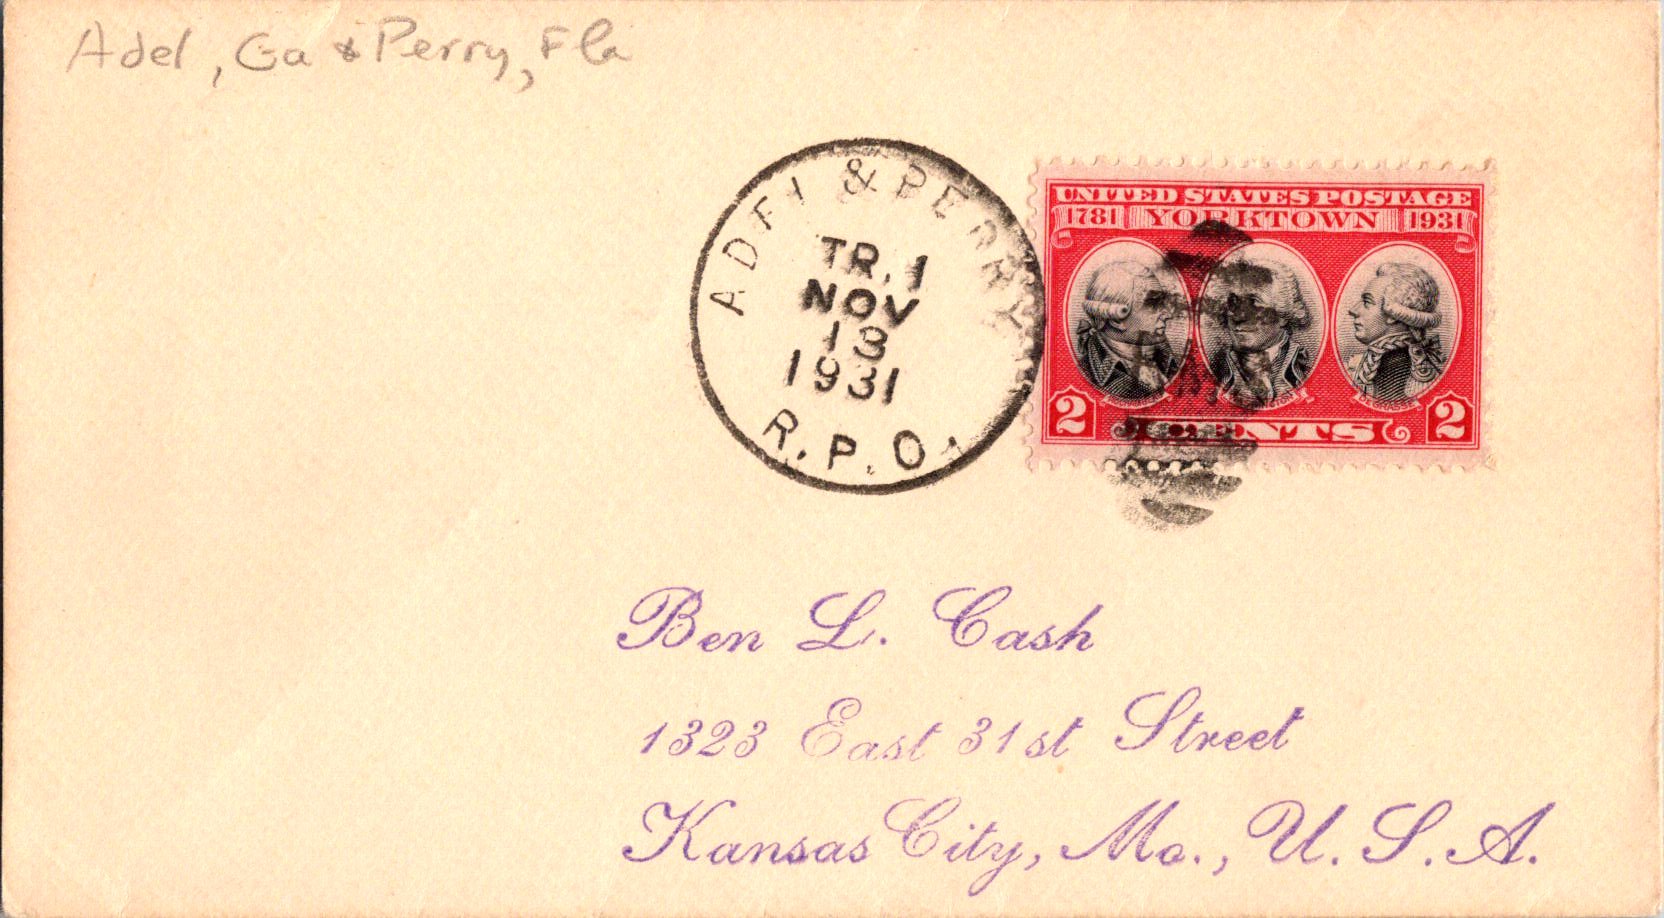 Adel, Ga & Perry, Fla
ADEL & PERRY
TR. 1
NOV
13
1931
R.P.O.
UNITED STATES POSTAGE
1781 YORKTOWN 1931
2 CENTS 2
Ben L. Cash
1323 East 31st Street
Kansas City, Mo., U.S.A.